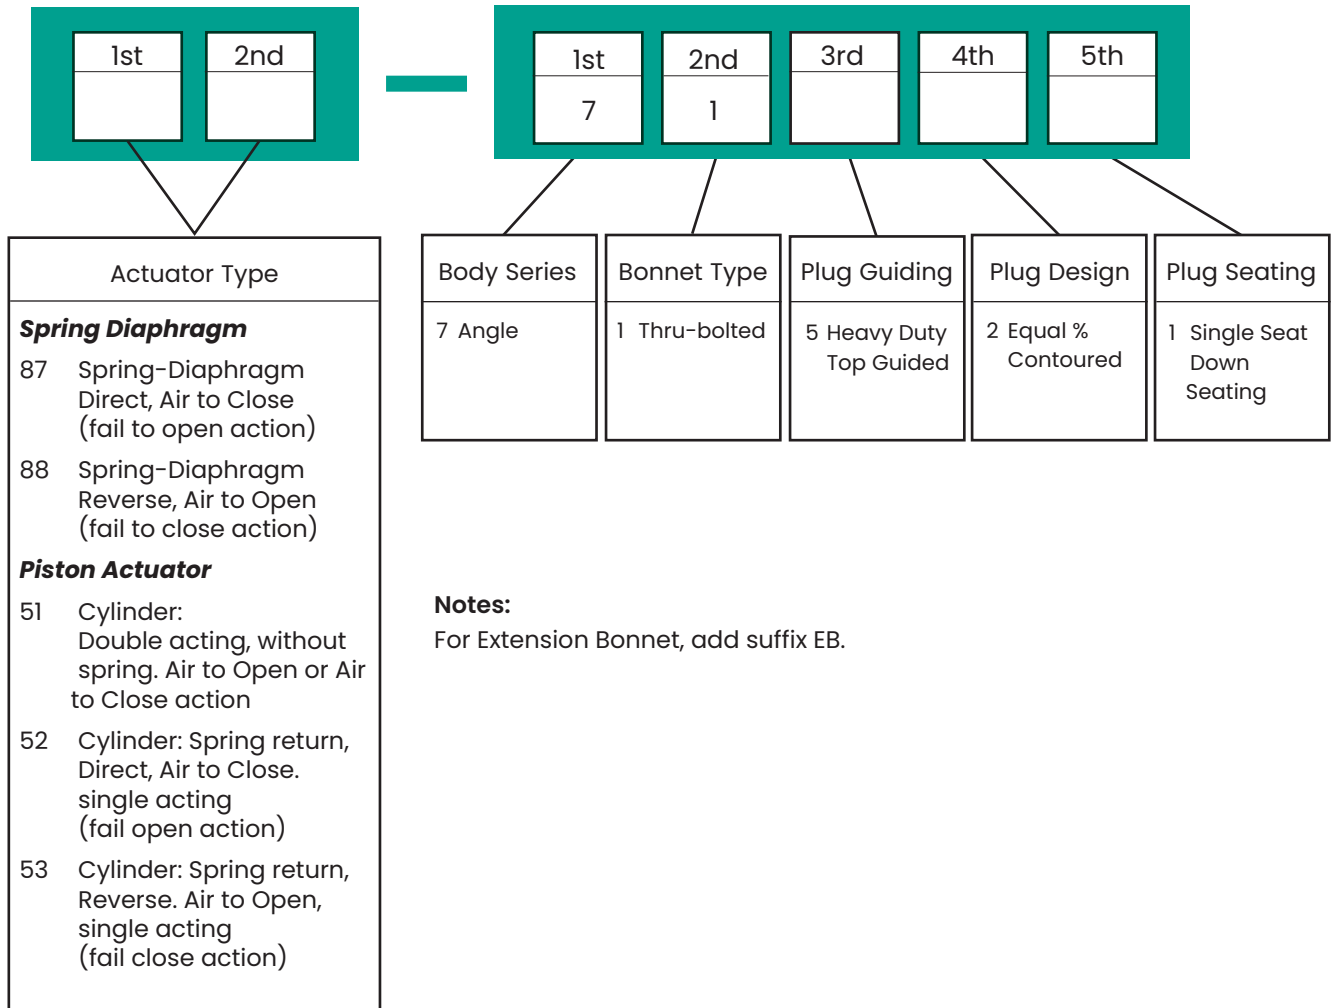 1st 2nd
1st 2nd 3rd 4th 5th
7 1
Actuator Type
Spring Diaphragm
87 Spring-Diaphragm
Direct, Air to Close
(fail to open action)
88 Spring-Diaphragm
Reverse, Air to Open
(fail to close action)
Piston Actuator
51 Cylinder:
Double acting, without
spring. Air to Open or Air
to Close action
52 Cylinder: Spring return,
Direct, Air to Close.
single acting
(fail open action)
53 Cylinder: Spring return,
Reverse. Air to Open,
single acting
(fail close action)
Body Series
7 Angle
Bonnet Type
1 Thru-bolted
Plug Guiding
5 Heavy Duty
Top Guided
Plug Design
2 Equal %
Contoured
Plug Seating
1 Single Seat
Down
Seating
Notes:
For Extension Bonnet, add suffix EB.